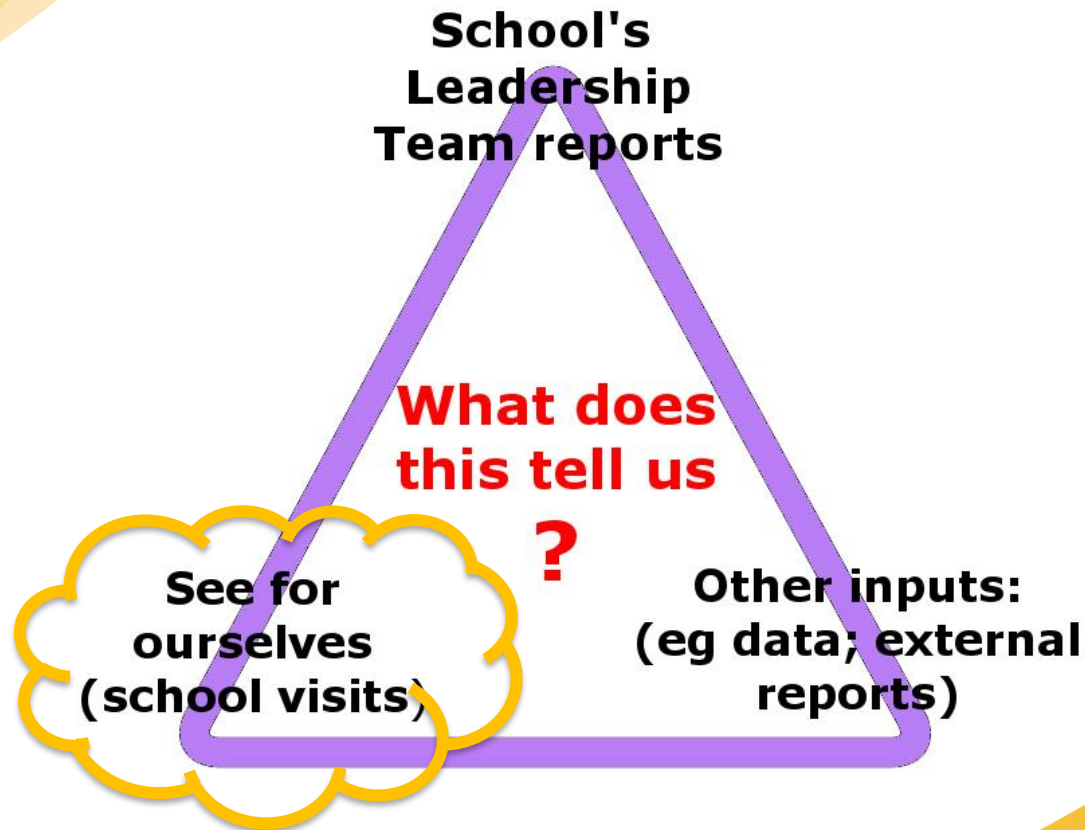 School's
Leadership
Team reports
What does
this tell us
?
See for
ourselves
(school visits)
Other inputs:
(eg data; external
reports)